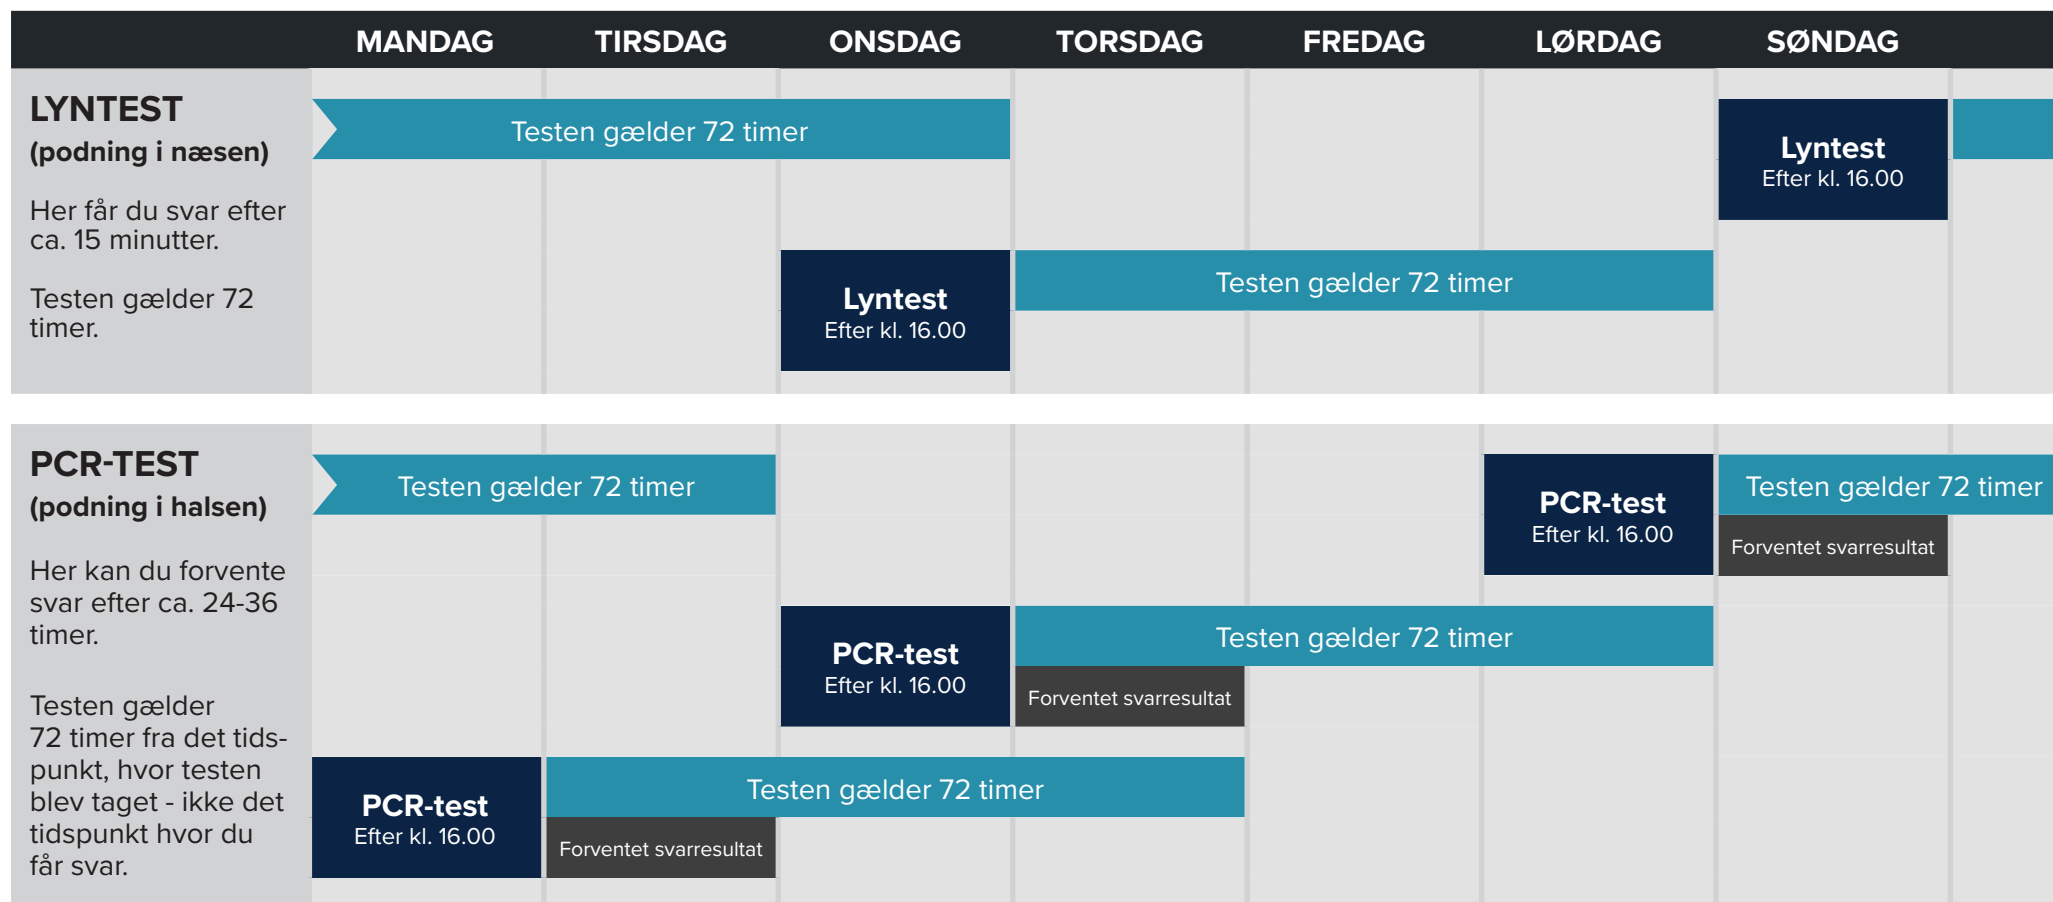 MANDAG TIRSDAG ONSDAG TORSDAG FREDAG LØRDAG SØNDAG
LYNTEST
(podning i næsen)
Her får du svar efter
ca. 15 minutter.
Testen gælder 72
timer.
Testen gælder 72 timer
Lyntest
Efter kl. 16.00
Lyntest
Efter kl. 16.00
Testen gælder 72 timer
PCR-TEST
(podning i halsen)
Her kan du forvente
svar efter ca. 24-36
timer.
Testen gælder
72 timer fra det tids-
punkt, hvor testen
blev taget - ikke det
tidspunkt hvor du
får svar.
Testen gælder 72 timer
PCR-test
Efter kl. 16.00
Testen gælder 72 timer
Forventet svarresultat
PCR-test
Efter kl. 16.00
Testen gælder 72 timer
Forventet svarresultat
PCR-test
Efter kl. 16.00
Testen gælder 72 timer
Forventet svarresultat